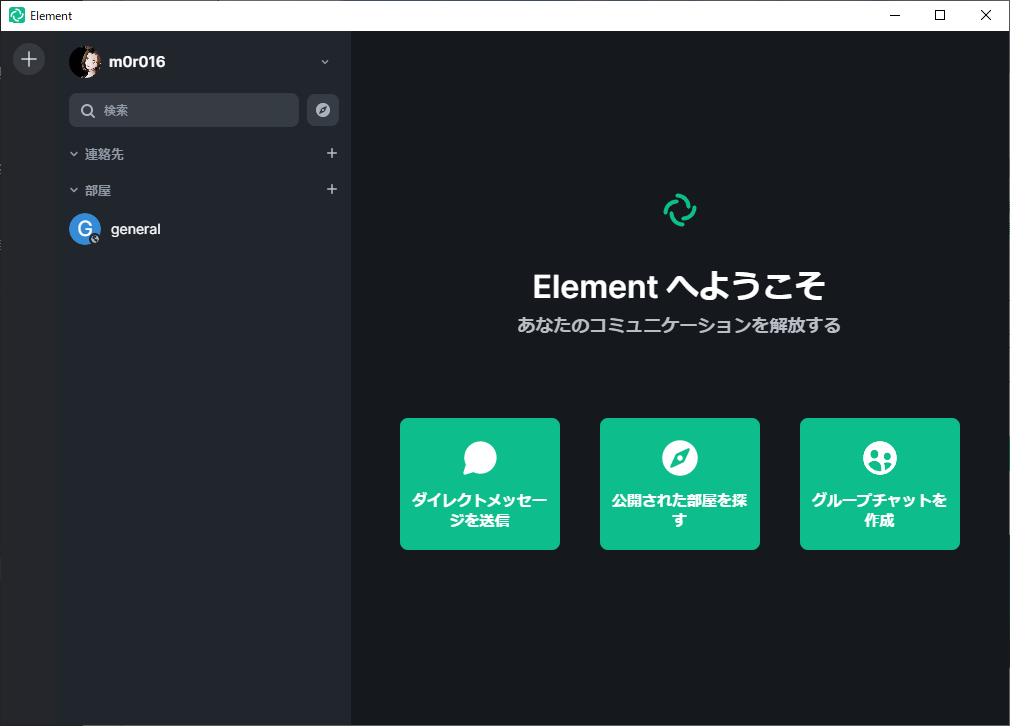 Element
m0r016
検索
連絡先
部屋
G general
Element へようこそ
あなたのコミュニケーションを解放する
ダイレクトメッセー
ジを送信
公開された部屋を探
す
グループチャットを
作成